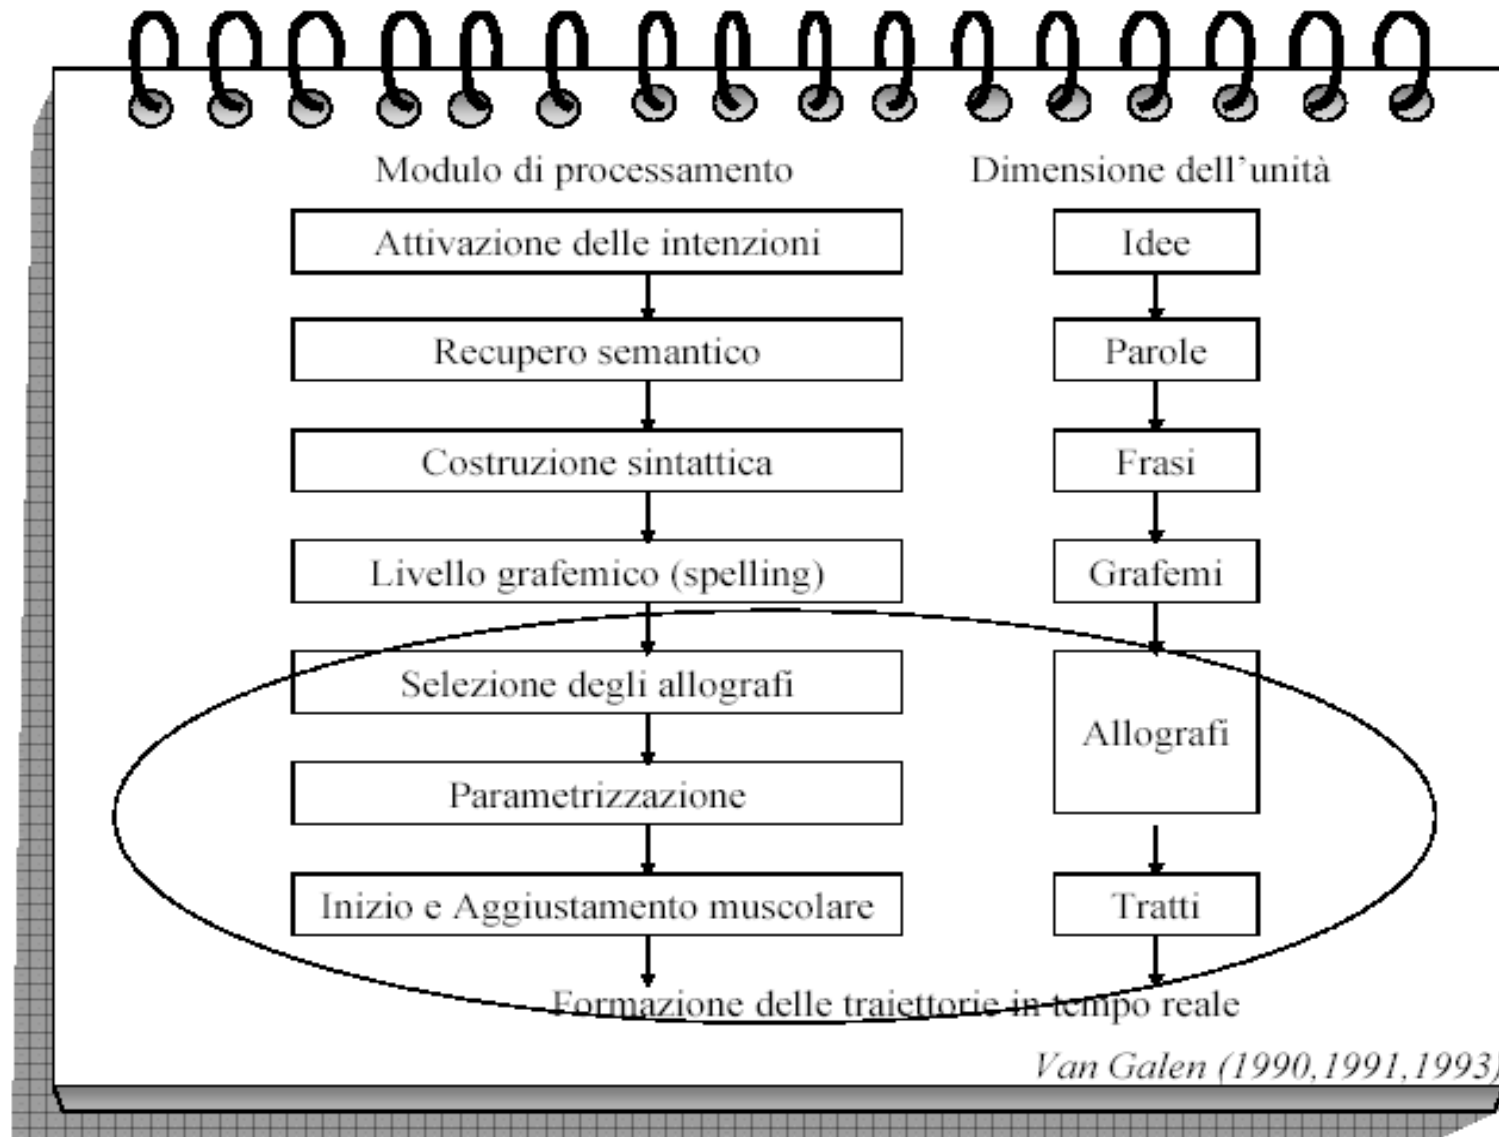 Modulo di processamento Dimensione dell'unità
Attivazione delle intenzioni Idee
Recupero semantico Parole
Costruzione sintattica Frasi
Livello grafemico (spelling) Grafemi
Selezione degli allografi
Allografi
Parametrizzazione
Inizio e Aggiustamento muscolare Tratti
Formazione delle traiettorie in tempo reale
Van Galen (1990,1991,1993)